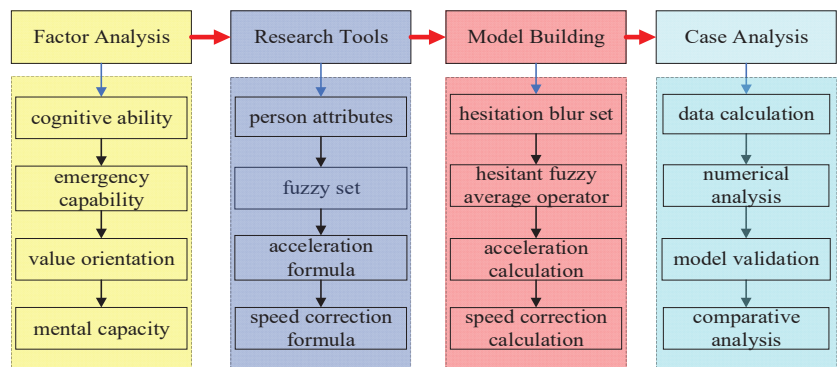 Factor Analysis
Research Tools
Model Building
Case Analysis
cognitive ability
emergency
capability
value orientation
mental capacity
person attributes
fuzzy set
acceleration
formula
speed correction
formula
hesitation blur set
hesitant fuzzy
average operator
acceleration
calculation
speed correction
calculation
data calculation
numerical
analysis
model validation
comparative
analysis